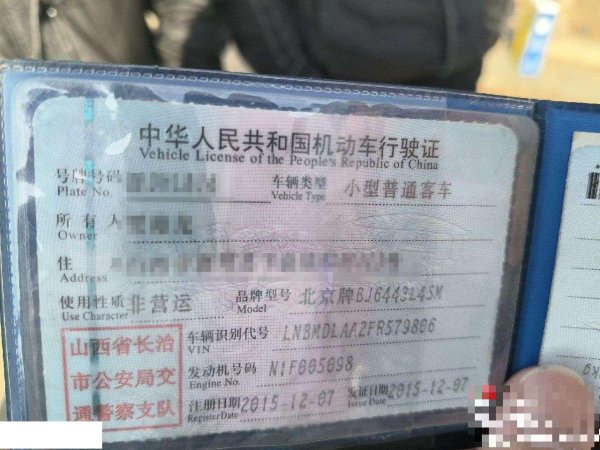 中华人民共和国机动车行驶证
Vehicle License of the People's Republic of China
号牌号码
Plate No.
车辆类型 小型普通客车
Vehicle Type
所有人
Owner
住
Address
使用性质 非营运
Use Character
品牌型号 北京牌BJ6443L4SM
Model
车辆识别代号 LNBMDLAA2FR579806
VIN
发动机号码 N1F005098
Engine No.
注册日期 2015-12-07
Register Date
发证日期 2015-12-07
Issue Date
山西省长治
市公安局交
通警察支队
kg